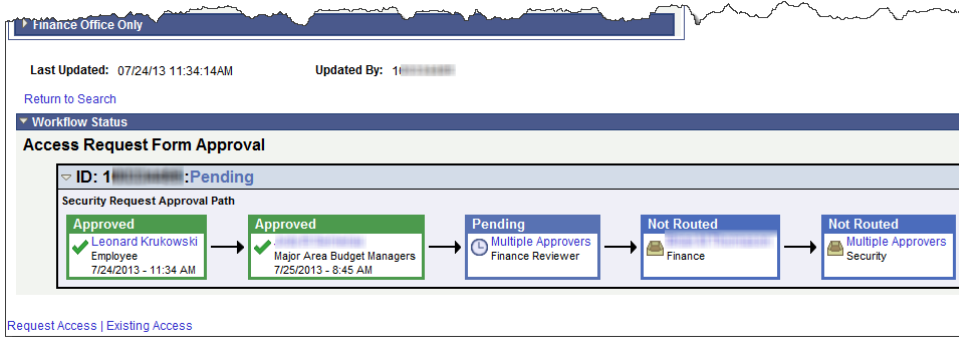 Finance Office Only
Last Updated: 07/24/13 11:34:14AM Updated By: 1
Return to Search
Workflow Status
Access Request Form Approval
ID: 1 :Pending
Security Request Approval Path
Approved
Leonard Krukowski
Employee
7/24/2013 - 11:34 AM
Approved
Major Area Budget Managers
7/25/2013 - 8:45 AM
Pending
Multiple Approvers
Finance Reviewer
Not Routed
Finance
Not Routed
Multiple Approvers
Security
Request Access | Existing Access